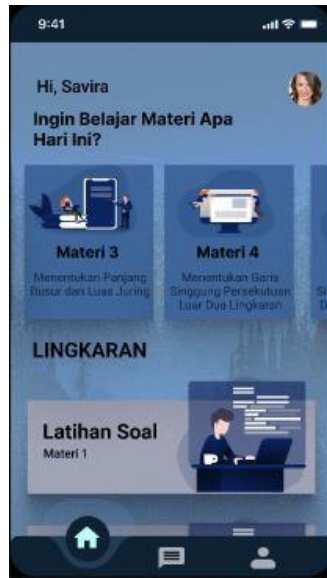 9:41
Hi, Savira
Ingin Belajar Materi Apa
Hari Ini?
Materi 3
Menentukan Panjang
Busur dan Luas Juring
Materi 4
Menentukan Garis
Singgung Persekutuan
Luar Dua Lingkaran
LINGKARAN
Latihan Soal
Materi 1